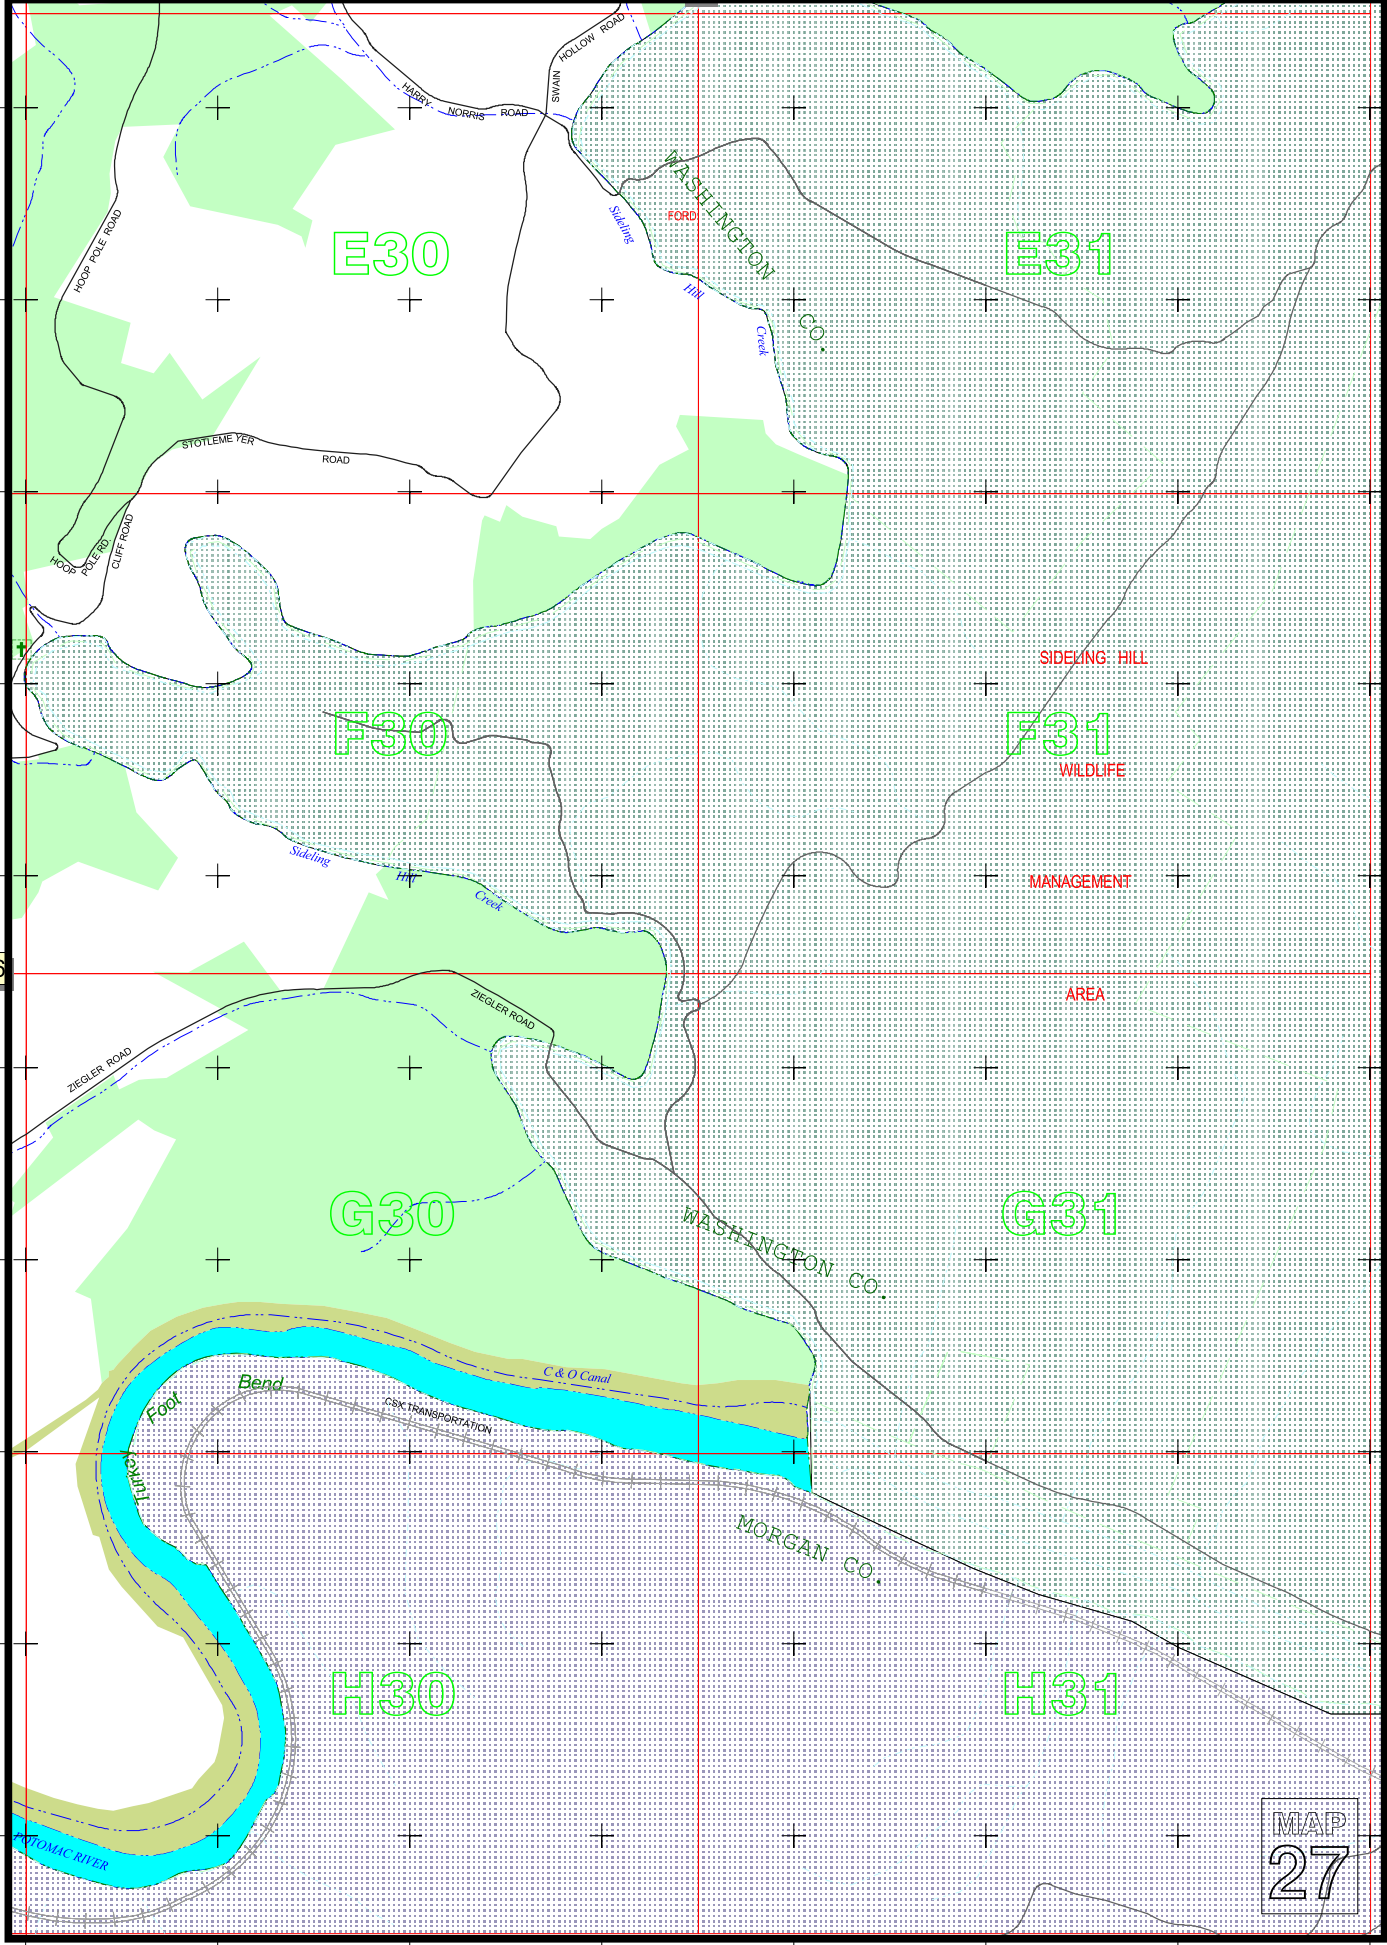 HOLLOW ROAD
SWAIN
HARRY
NORRIS ROAD
WASHINGTON
CO.
FORD
Sideling
Hill
Creek
HOOP POLE ROAD
E30
E31
STOTLEMEYER
ROAD
HOOP POLE RD.
CLIFF ROAD
SIDELING HILL
F30
F31
WILDLIFE
Sideling
Hill
Creek
MANAGEMENT
AREA
ZIEGLER ROAD
ZIEGLER ROAD
G30
G31
WASHINGTON CO.
C & O Canal
Turkey
Foot
Bend
CSX TRANSPORTATION
MORGAN CO.
H30
H31
POTOMAC RIVER
MAP
27